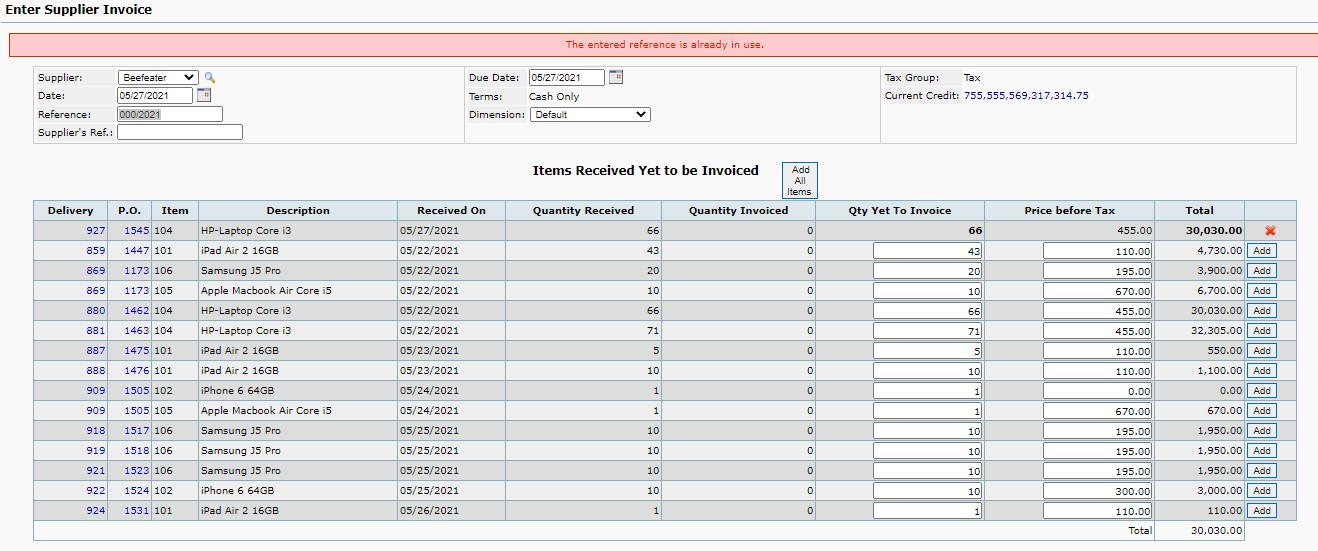 Enter Supplier Invoice
The entered reference is already in use.
Supplier: Beefeater Due Date: 05/27/2021 Tax Group: Tax
Date: 05/27/2021 Terms: Cash Only Current Credit: 755,555,569,317,314.75
Reference: 000/2021 Dimension: Default
Supplier's Ref.:
Items Received Yet to be Invoiced Add All Items
Delivery P.O. Item Description Received On Quantity Received Quantity Invoiced Qty Yet To Invoice Price before Tax Total
927 1545 104 HP-Laptop Core i3 05/27/2021 66 0 66 455.00 30,030.00
859 1447 101 iPad Air 2 16GB 05/22/2021 43 0 43 110.00 4,730.00 Add
869 1173 106 Samsung J5 Pro 05/22/2021 20 0 20 195.00 3,900.00 Add
869 1173 105 Apple Macbook Air Core i5 05/22/2021 10 0 10 670.00 6,700.00 Add
880 1462 104 HP-Laptop Core i3 05/22/2021 66 0 66 455.00 30,030.00 Add
881 1463 104 HP-Laptop Core i3 05/22/2021 71 0 71 455.00 32,305.00 Add
887 1475 101 iPad Air 2 16GB 05/23/2021 5 0 5 110.00 550.00 Add
888 1476 101 iPad Air 2 16GB 05/23/2021 10 0 10 110.00 1,100.00 Add
909 1505 102 iPhone 6 64GB 05/24/2021 1 0 1 0.00 0.00 Add
909 1505 105 Apple Macbook Air Core i5 05/24/2021 1 0 1 670.00 670.00 Add
918 1517 106 Samsung J5 Pro 05/25/2021 10 0 10 195.00 1,950.00 Add
919 1518 106 Samsung J5 Pro 05/25/2021 10 0 10 195.00 1,950.00 Add
921 1523 106 Samsung J5 Pro 05/25/2021 10 0 10 195.00 1,950.00 Add
922 1524 102 iPhone 6 64GB 05/25/2021 10 0 10 300.00 3,000.00 Add
924 1531 101 iPad Air 2 16GB 05/26/2021 1 0 1 110.00 110.00 Add
Total 30,030.00